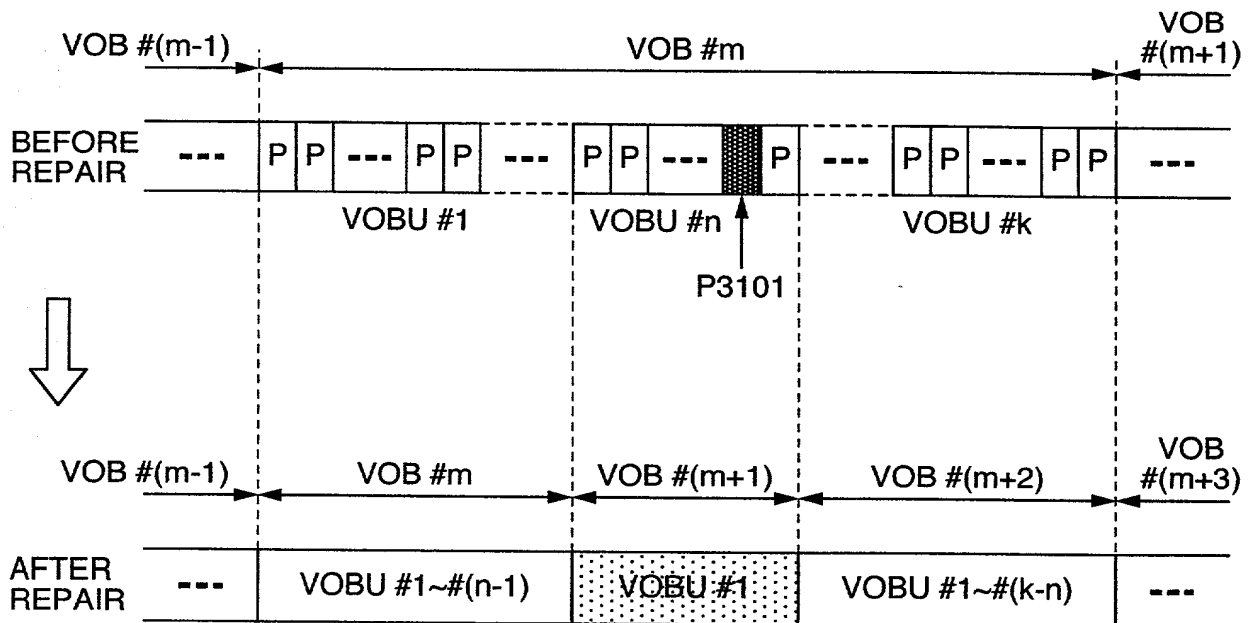 VOB #(m-1) VOB #m VOB #(m+1)
BEFORE REPAIR --- P P --- P P --- P P --- P --- P P --- P P ---
VOBU #1 VOBU #n VOBU #k
P3101
VOB #(m-1) VOB #m VOB #(m+1) VOB #(m+2) VOB #(m+3)
AFTER REPAIR --- VOBU #1~#(n-1) VOBU #1 VOBU #1~#(k-n) ---